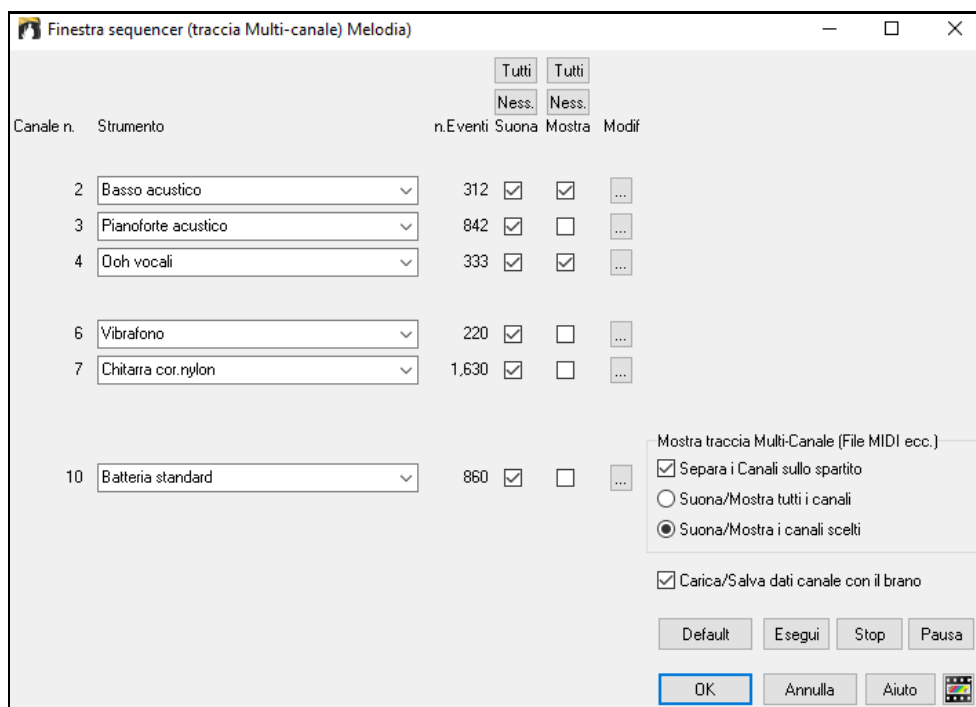 Finestra sequencer (traccia Multi-canale) Melodia)
Tutti Tutti
Ness. Ness.
Canale n. Strumento n.Eventi Suona Mostra Modif
2 Basso acustico 312 ...
3 Pianoforte acustico 842 ...
4 Ooh vocali 333 ...
6 Vibrafono 220 ...
7 Chitarra cor.nylon 1,630 ...
10 Batteria standard 860 ...
Mostra traccia Multi-Canale (File MIDI ecc.)
Separa i Canali sullo spartito
Suona/Mostra tutti i canali
Suona/Mostra i canali scelti
Carica/Salva dati canale con il brano
Default Esegui Stop Pausa
OK Annulla Aiuto